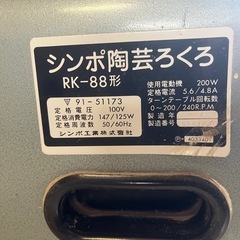 シンポ陶芸ろくろ
RK-88形
▽ 91-51173
定格電圧 100V
定格消費電力 147/125W
定格周波数 50/60Hz
シンポ工業株式会社
使用電動機 200W
定格電流 5.6/4.8A
ターンテーブル回転数
0~200/240R.P.M
製造年
製造番号